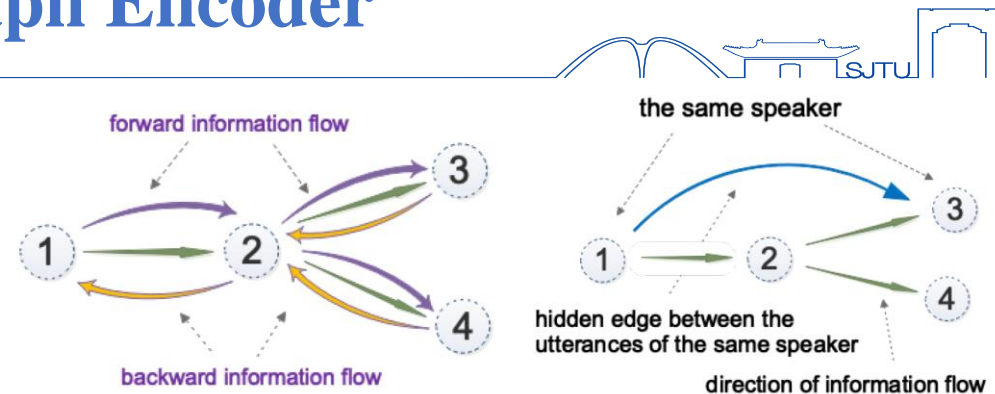 Encoder
SJTU
forward information flow
1
2
3
4
backward information flow
the same speaker
1
2
3
4
hidden edge between the
utterances of the same speaker
direction of information flow